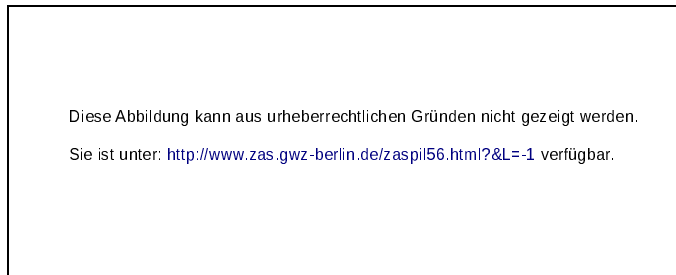 Diese Abbildung kann aus urheberrechtlichen Gründen nicht gezeigt werden.
Sie ist unter: http://www.zas.gwz-berlin.de/zaspil56.html?&L=-1 verfügbar.